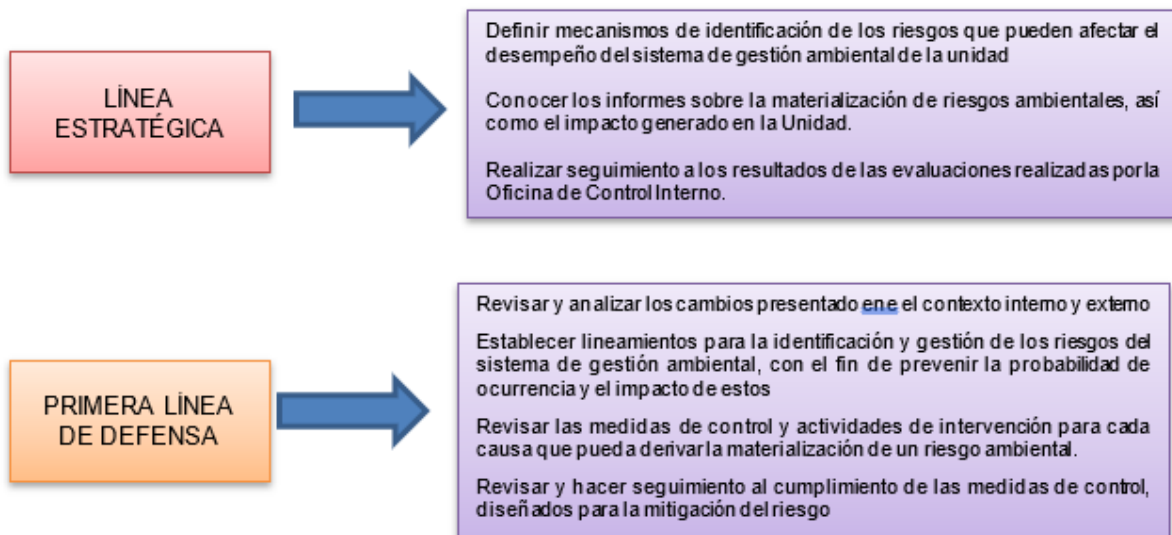 LÍNEA
ESTRATÉGICA
Definir mecanismos de identificación de los riesgos que pueden afectar el
desempeño del sistema de gestión ambiental de la unidad
Conocer los informes sobre la materialización de riesgos ambientales, así
como el impacto generado en la Unidad.
Realizar seguimiento a los resultados de las evaluaciones realizadas por la
Oficina de Control Interno.
PRIMERA LÍNEA
DE DEFENSA
Revisar y analizar los cambios presentado ene el contexto interno y externo
Establecer lineamientos para la identificación y gestión de los riesgos del
sistema de gestión ambiental, con el fin de prevenir la probabilidad de
ocurrencia y el impacto de estos
Revisar las medidas de control y actividades de intervención para cada
causa que pueda derivar la materialización de un riesgo ambiental.
Revisar y hacer seguimiento al cumplimiento de las medidas de control,
diseñados para la mitigación del riesgo